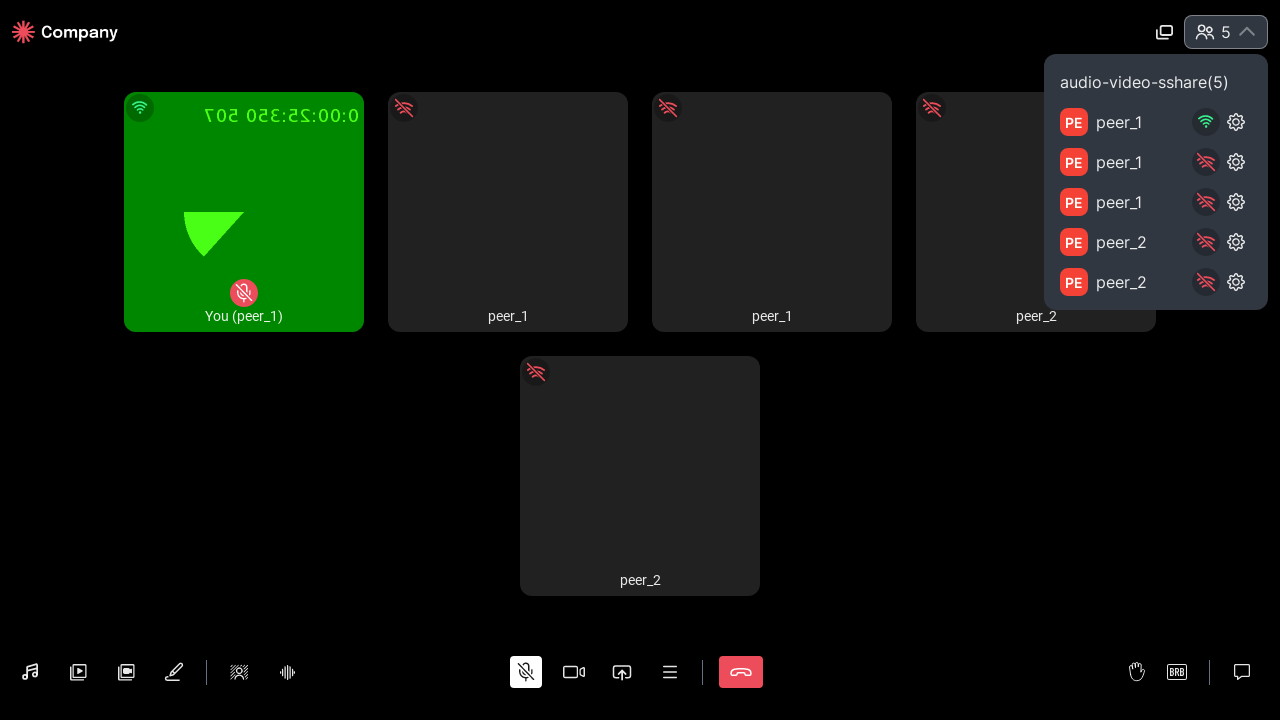 Company
5
audio-video-sshare(5)
PE peer_1
PE peer_1
PE peer_1
PE peer_2
PE peer_2
0:00:25:350 507
You (peer_1)
peer_1
peer_1
peer_2
peer_2
BRB